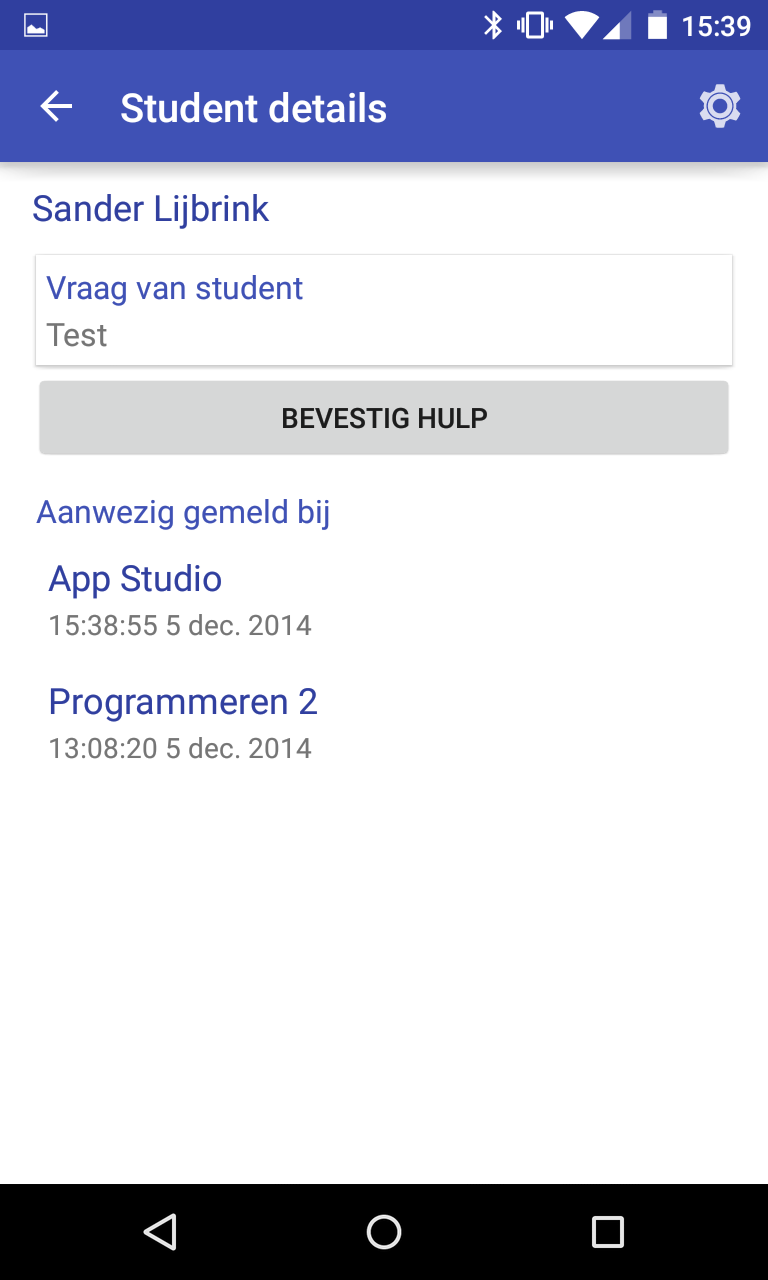 15:39
Student details
Sander Lijbrink
Vraag van student
Test
BEVESTIG HULP
Aanwezig gemeld bij
App Studio
15:38:55 5 dec. 2014
Programmeren 2
13:08:20 5 dec. 2014